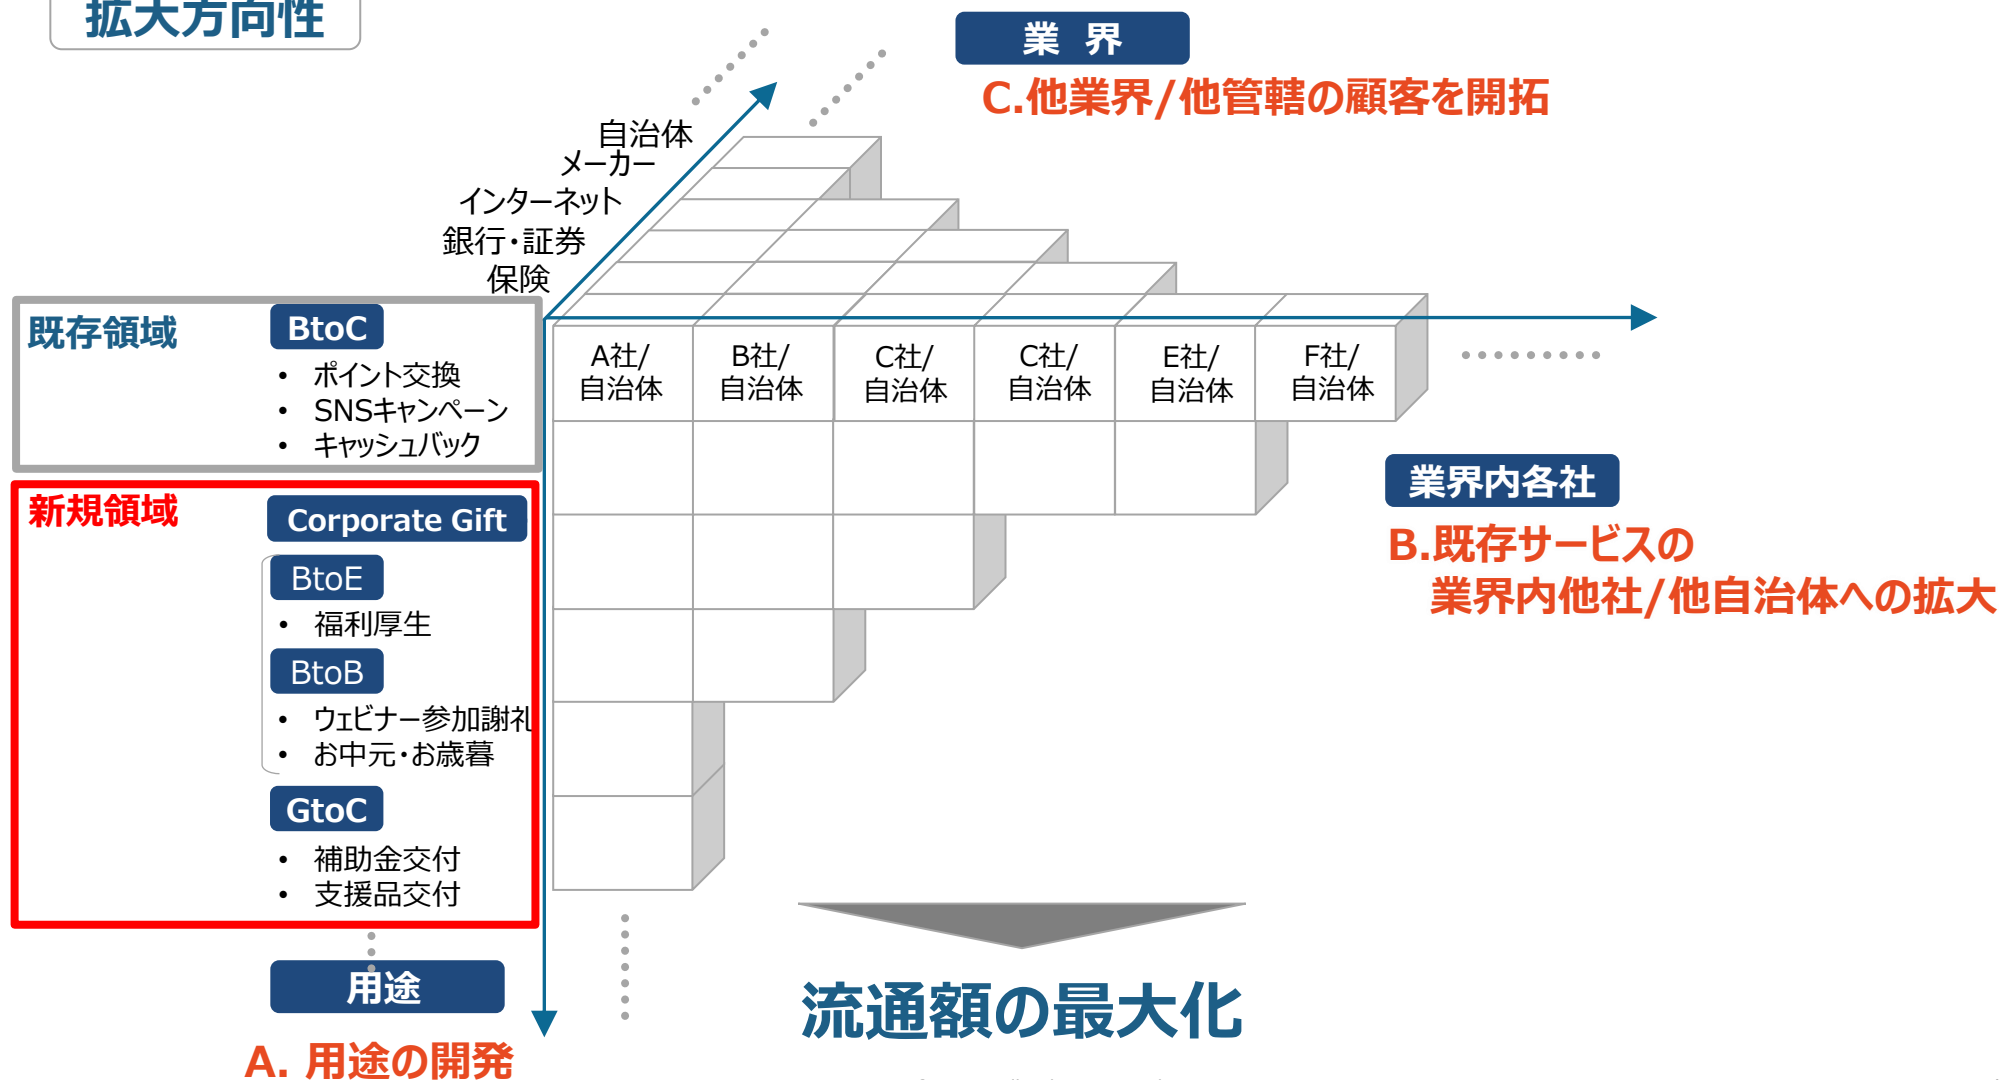 拡大方向性
業 界
C.他業界/他管轄の顧客を開拓
自治体
メーカー
インターネット
銀行・証券
保険
既存領域
BtoC
• ポイント交換
• SNSキャンペーン
• キャッシュバック
A社/
自治体
B社/
自治体
C社/
自治体
C社/
自治体
E社/
自治体
F社/
自治体
業界内各社
B.既存サービスの
業界内他社/他自治体への拡大
新規領域
Corporate Gift
BtoE
• 福利厚生
BtoB
• ウェビナー参加謝礼
• お中元・お歳暮
GtoC
• 補助金交付
• 支援品交付
用途
A. 用途の開発
流通額の最大化